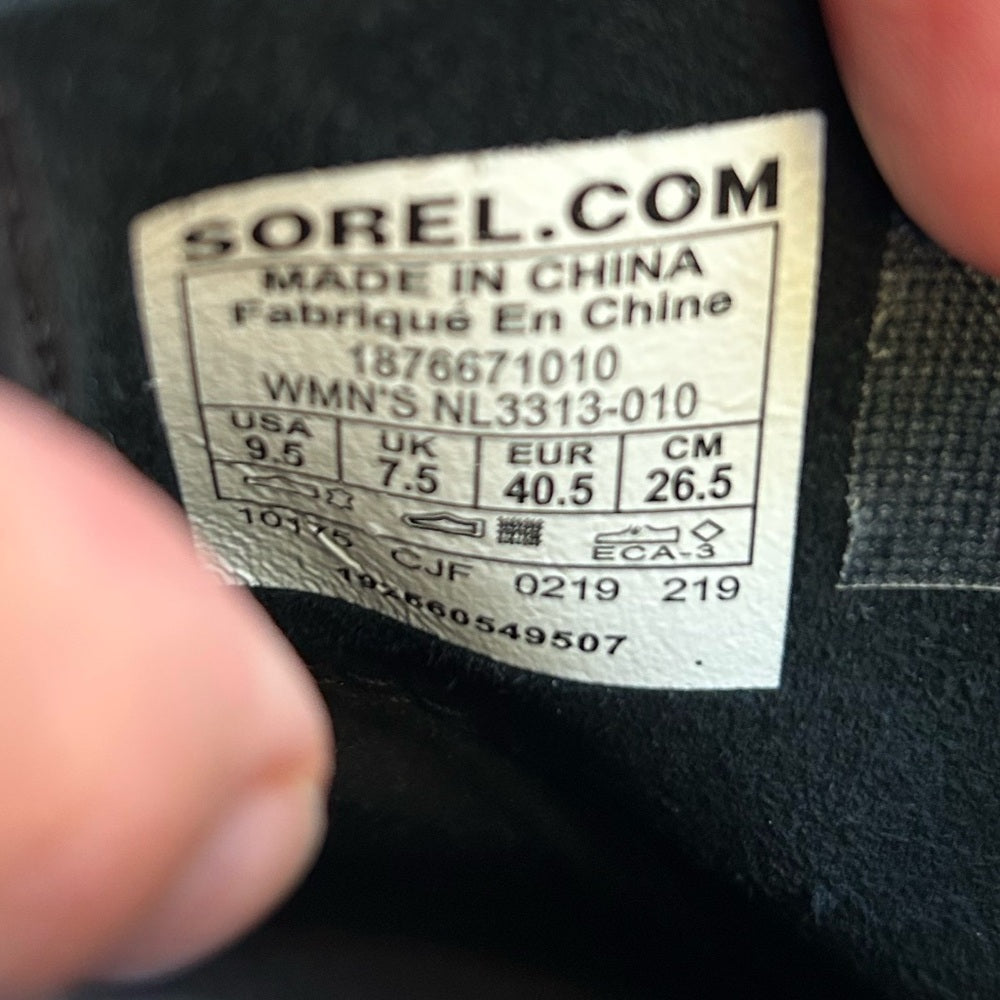 SOREL.COM
MADE IN CHINA
Fabriqué En Chine
1876671010
WMN'S NL3313-010
USA UK EUR CM
9.5 7.5 40.5 26.5
ECA-3
10175 CJF 0219 219
192660549507